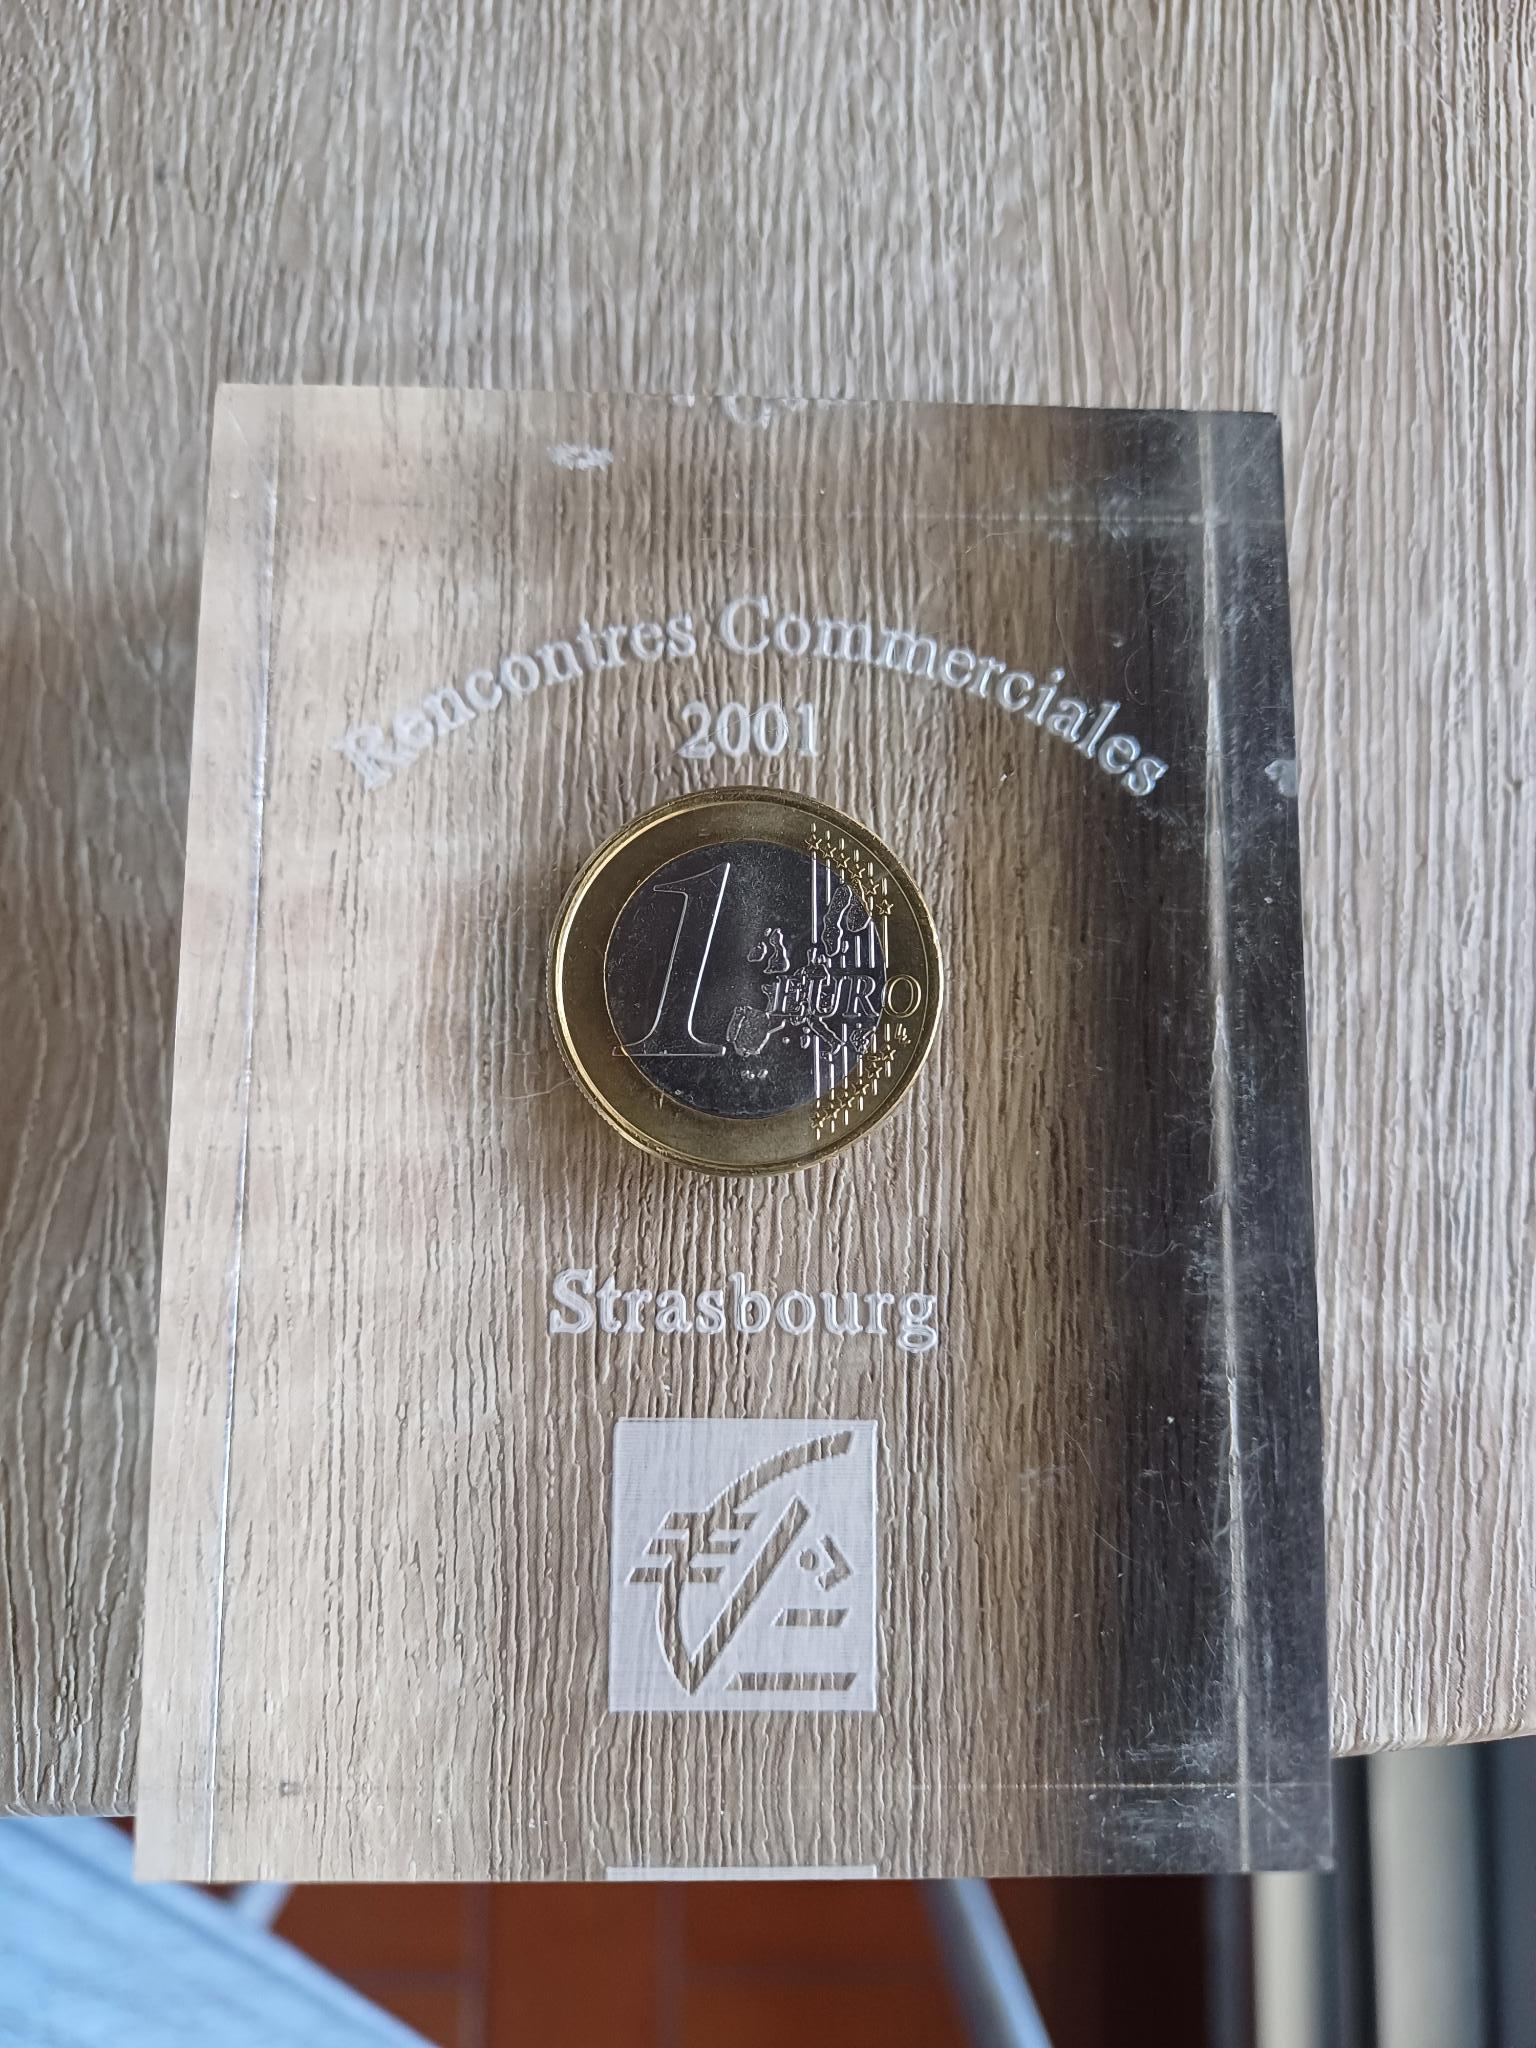 Rencontres Commerciales
2001
1 EURO
Strasbourg